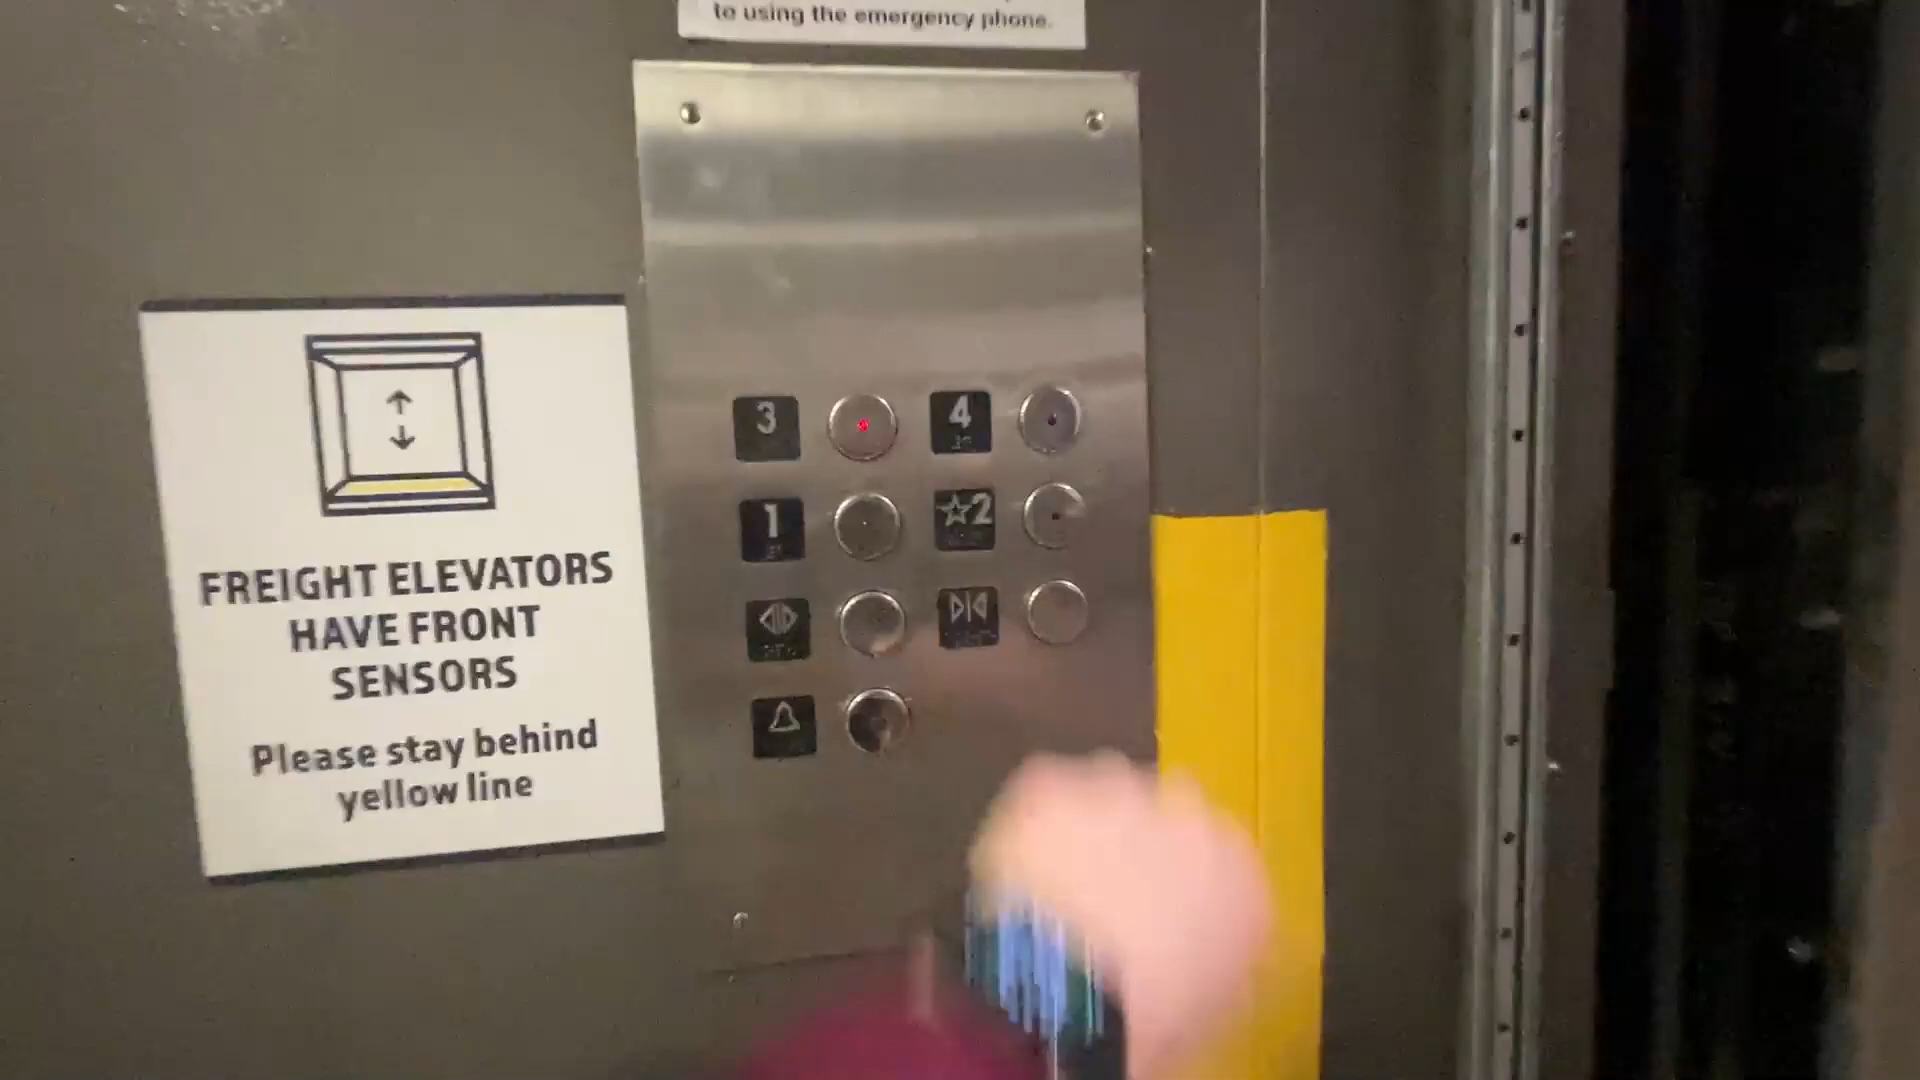 to using the emergency phone.
FREIGHT ELEVATORS
HAVE FRONT
SENSORS
Please stay behind
yellow line
3 4
1 ☆2